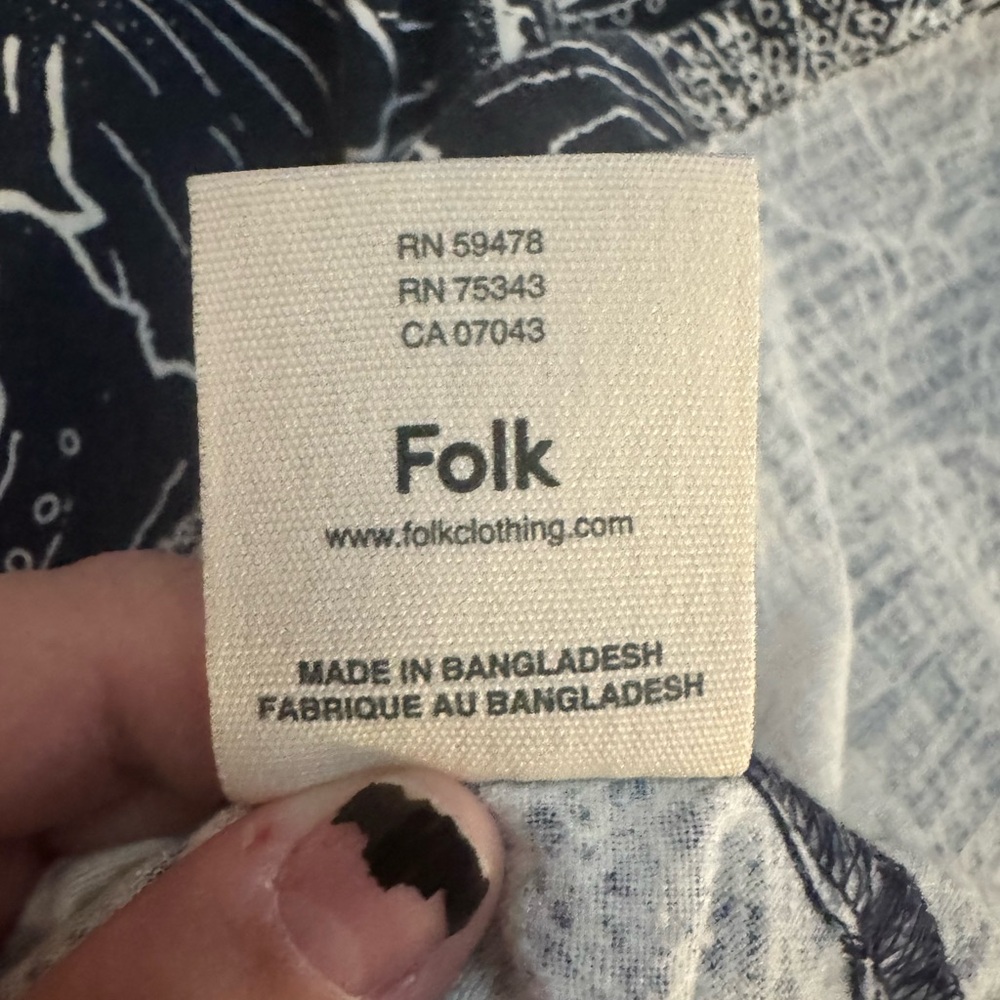 RN 59478
RN 75343
CA 07043
Folk
www.folkclothing.com
MADE IN BANGLADESH
FABRIQUE AU BANGLADESH